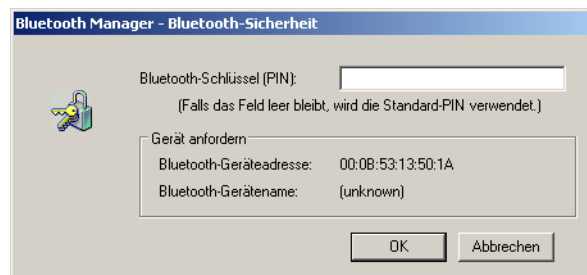 Bluetooth Manager - Bluetooth-Sicherheit
Bluetooth-Schlüssel (PIN):
(Falls das Feld leer bleibt, wird die Standard-PIN verwendet.)
Gerät anfordern
Bluetooth-Geräteadresse: 00:0B:53:13:50:1A
Bluetooth-Gerätename: (unknown)
OK Abbrechen